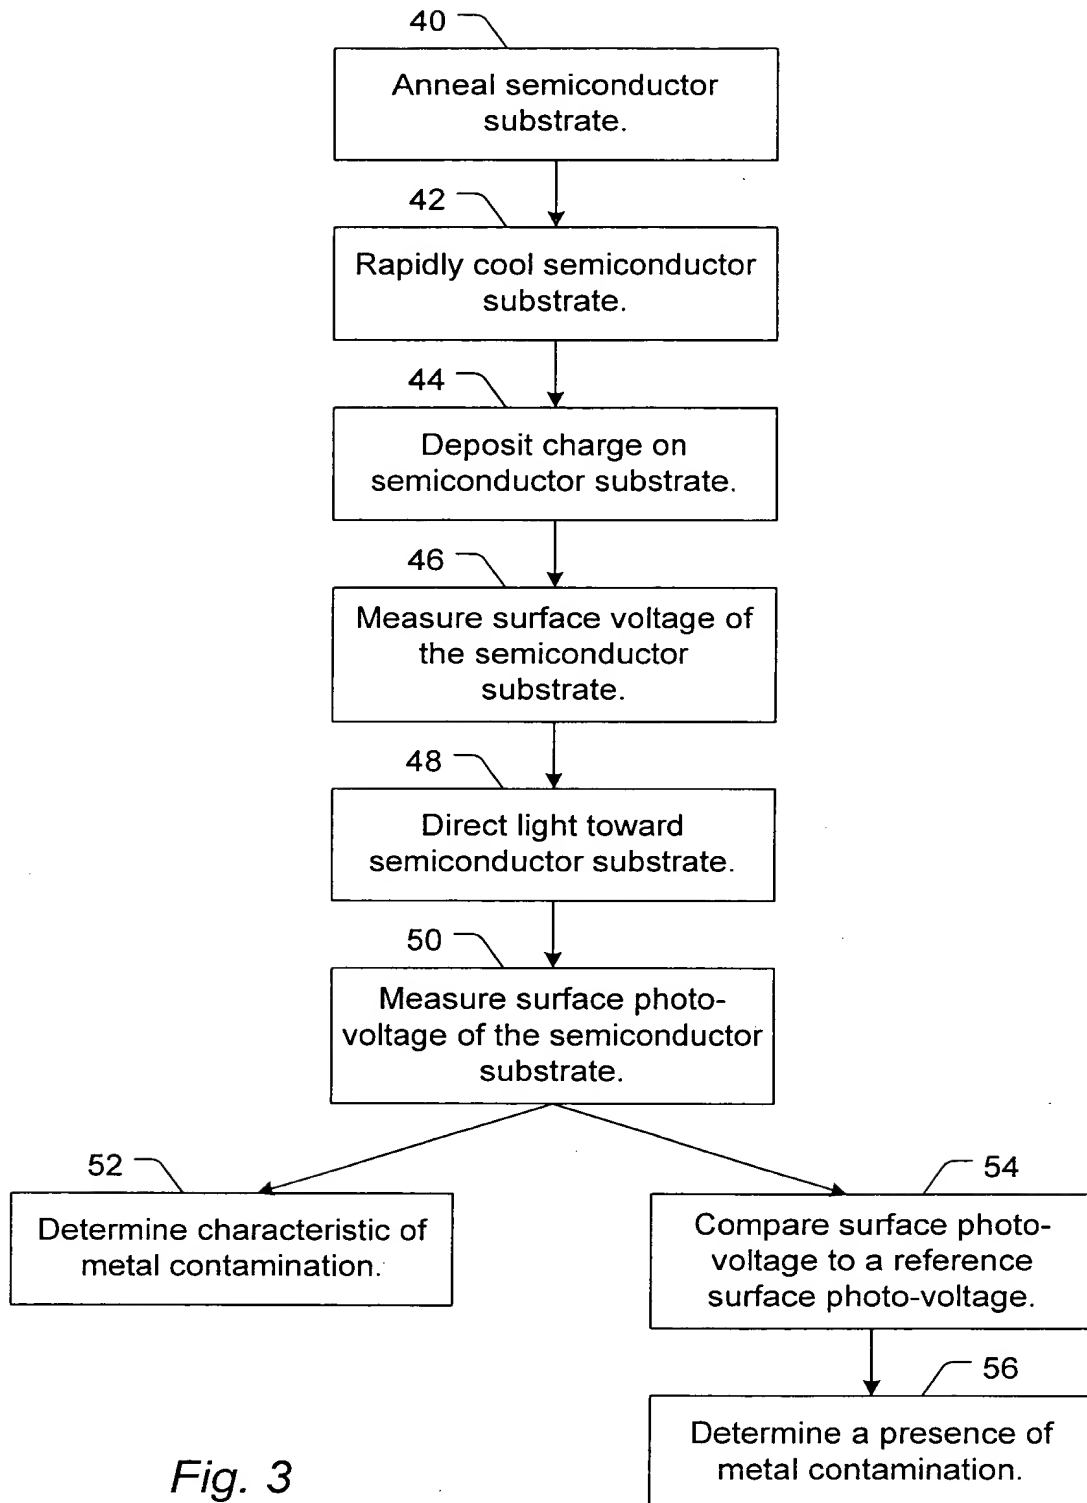 40
Anneal semiconductor
substrate.
42
Rapidly cool semiconductor
substrate.
44
Deposit charge on
semiconductor substrate.
46
Measure surface voltage of
the semiconductor
substrate.
48
Direct light toward
semiconductor substrate.
50
Measure surface photo-
voltage of the semiconductor
substrate.
52
Determine characteristic of
metal contamination.
54
Compare surface photo-
voltage to a reference
surface photo-voltage.
56
Determine a presence of
metal contamination.
Fig. 3